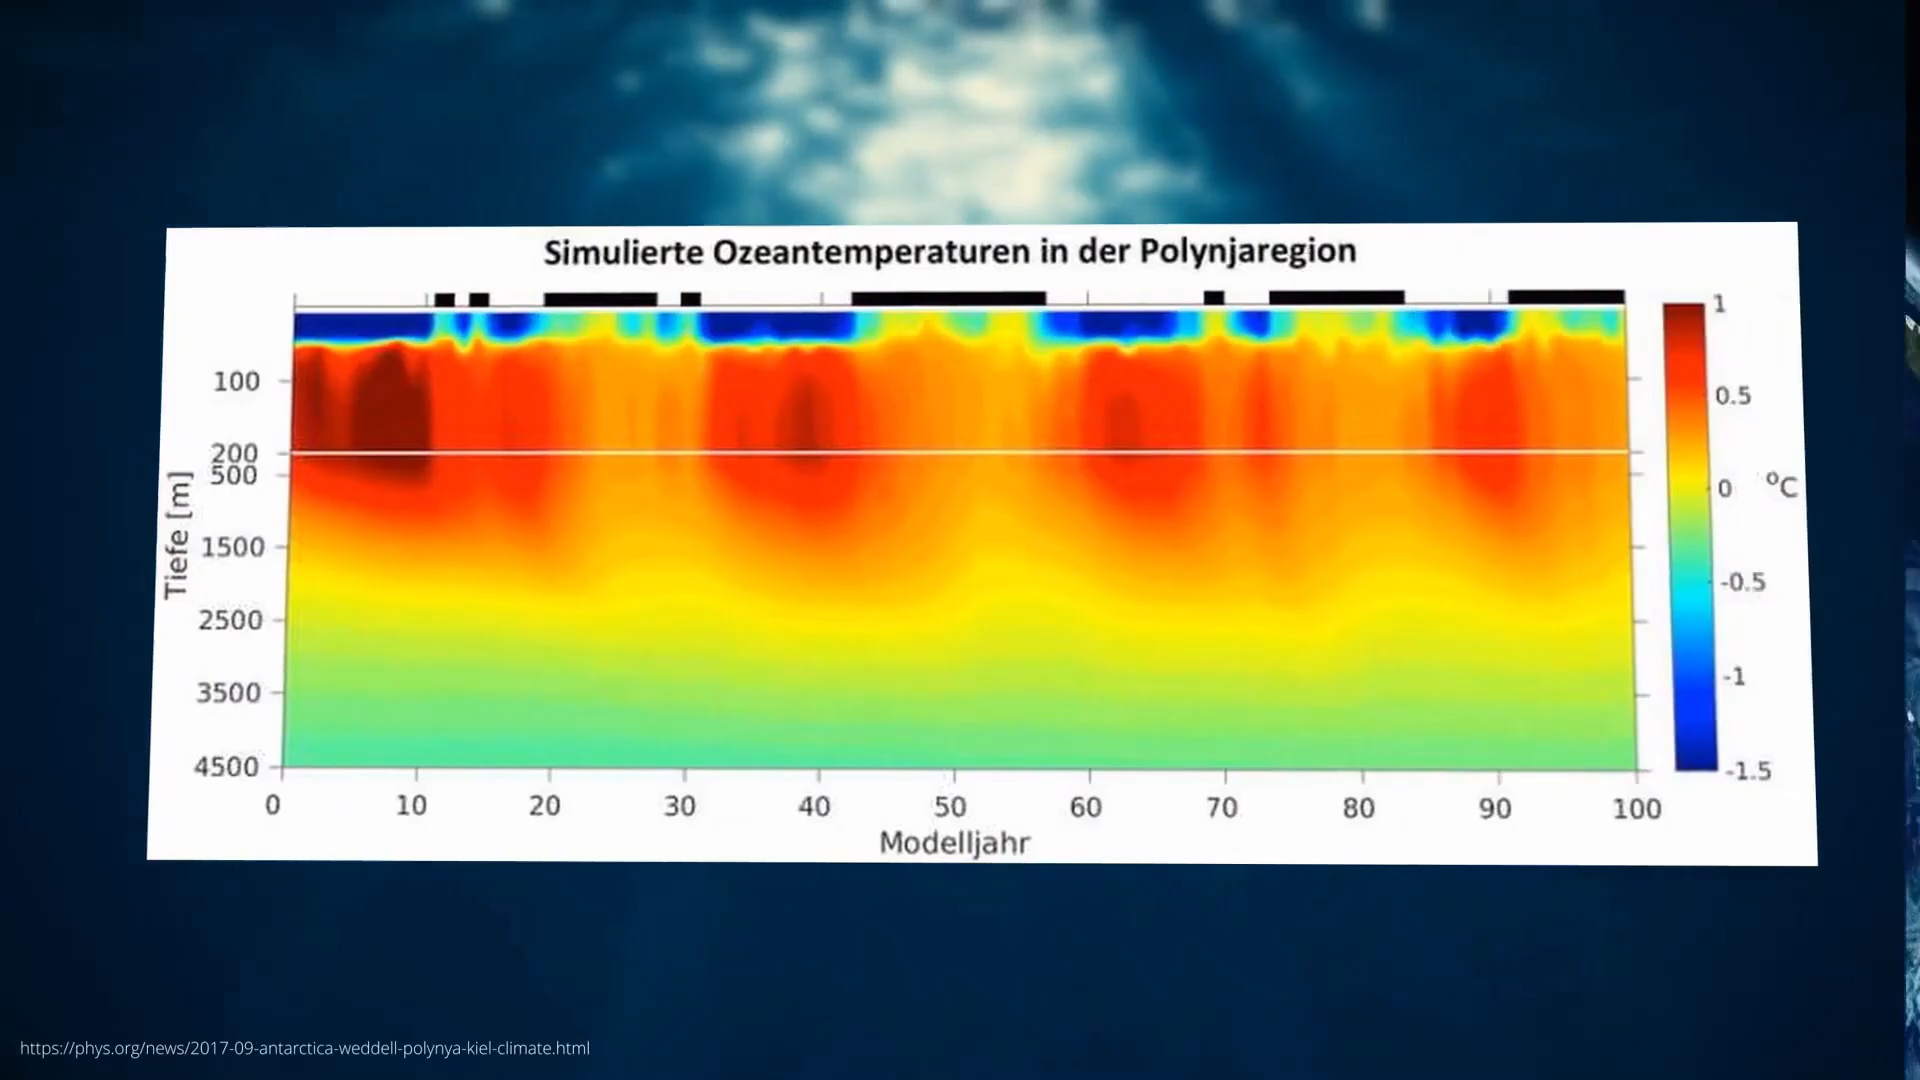 Simulierte Ozeantemperaturen in der Polynjaregion
100
200
500
1500
2500
3500
4500
Tiefe [m]
0 10 20 30 40 50 60 70 80 90 100
Modelljahr
1
0.5
0
-0.5
-1
-1.5
°C
https://phys.org/news/2017-09-antarctica-weddell-polynya-kiel-climate.html